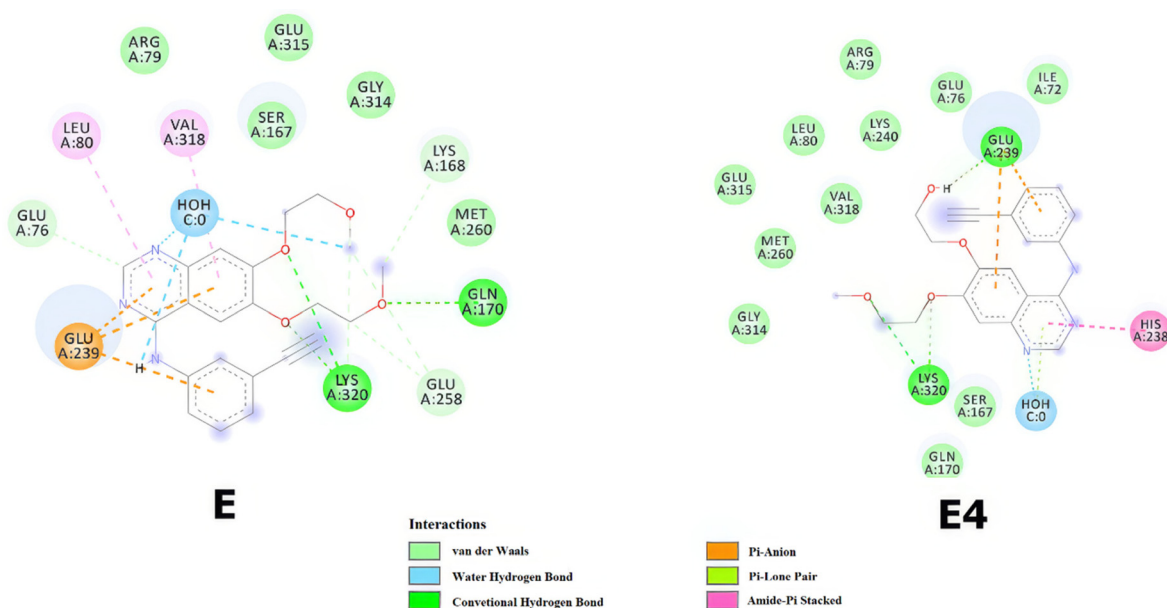 ARG
A:79
GLU
A:315
GLY
A:314
SER
A:167
LEU
A:80
VAL
A:318
LYS
A:168
HOH
C:0
GLU
A:76
MET
A:260
GLN
A:170
GLU
A:239
LYS
A:320
GLU
A:258
O
O
O
O
N
N
N
H
E
ARG
A:79
GLU
A:76
ILE
A:72
LEU
A:80
LYS
A:240
GLU
A:239
GLU
A:315
VAL
A:318
MET
A:260
GLY
A:314
HIS
A:238
LYS
A:320
SER
A:167
HOH
C:0
GLN
A:170
O
H
O
O
O
N
N
N
E4
Interactions
van der Waals
Water Hydrogen Bond
Convetional Hydrogen Bond
Pi-Anion
Pi-Lone Pair
Amide-Pi Stacked